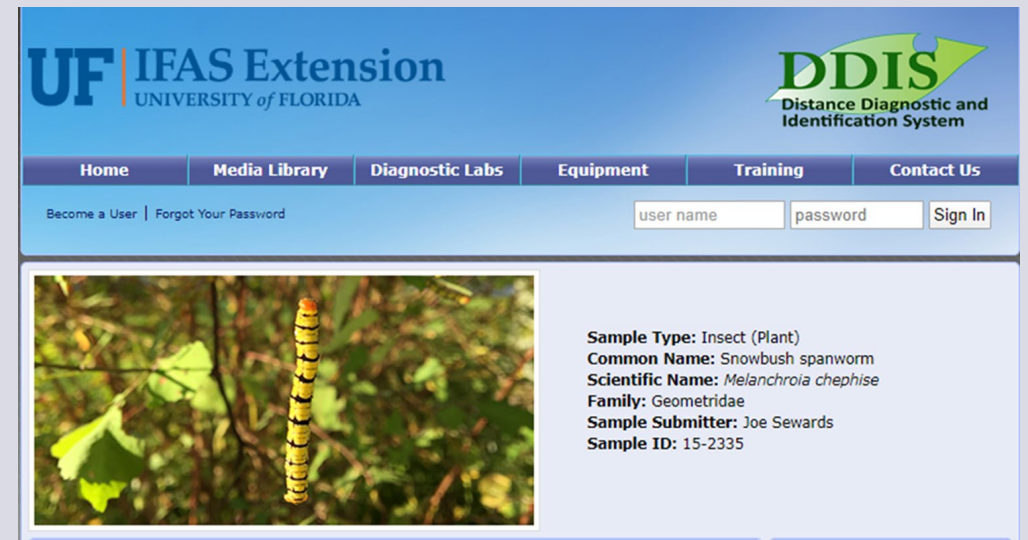 UF IFAS Extension
UNIVERSITY of FLORIDA
DDIS
Distance Diagnostic and
Identification System
Home Media Library Diagnostic Labs Equipment Training Contact Us
Become a User | Forgot Your Password user name password Sign In
Sample Type: Insect (Plant)
Common Name: Snowbush spanworm
Scientific Name: Melanchroia chephise
Family: Geometridae
Sample Submitter: Joe Sewards
Sample ID: 15-2335